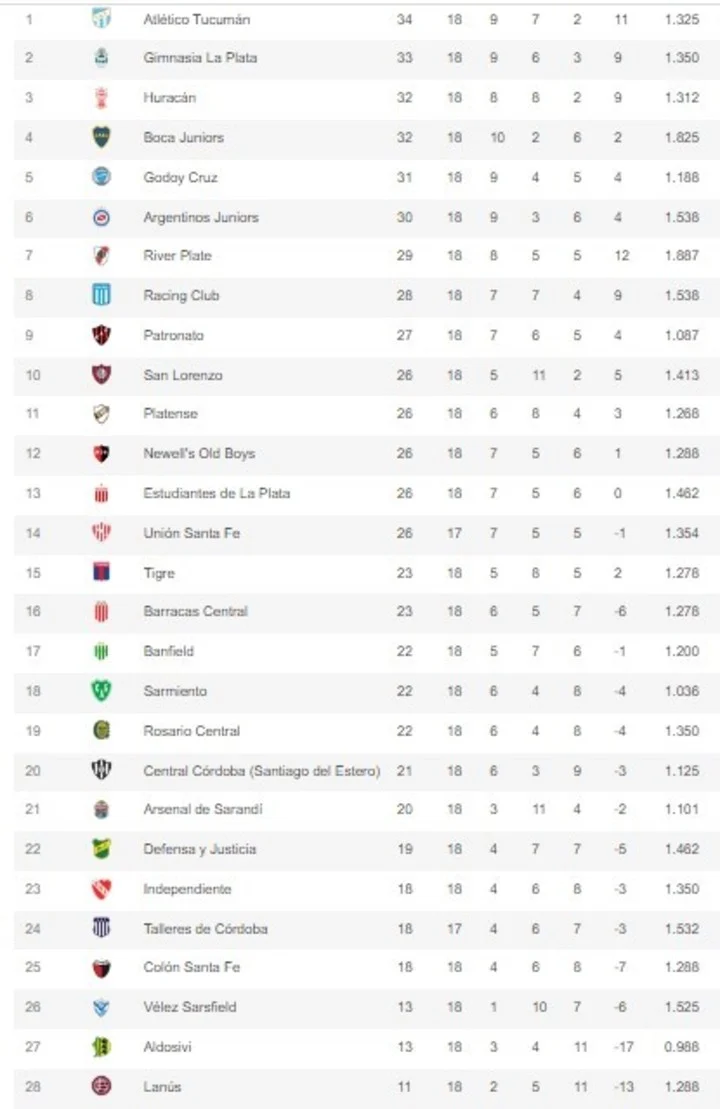 1 Atlético Tucumán 34 18 9 7 2 11 1.325
2 Gimnasia La Plata 33 18 9 6 3 9 1.350
3 Huracán 32 18 8 8 2 9 1.312
4 Boca Juniors 32 18 10 2 6 2 1.825
5 Godoy Cruz 31 18 9 4 5 4 1.188
6 Argentinos Juniors 30 18 9 3 6 4 1.538
7 River Plate 29 18 8 5 5 12 1.887
8 Racing Club 28 18 7 7 4 9 1.538
9 Patronato 27 18 7 6 5 4 1.087
10 San Lorenzo 26 18 5 11 2 5 1.413
11 Platense 26 18 6 8 4 3 1.268
12 Newell's Old Boys 26 18 7 5 6 1 1.288
13 Estudiantes de La Plata 26 18 7 5 6 0 1.462
14 Unión Santa Fe 26 17 7 5 5 -1 1.354
15 Tigre 23 18 5 8 5 2 1.278
16 Barracas Central 23 18 6 5 7 -6 1.278
17 Banfield 22 18 5 7 6 -1 1.200
18 Sarmiento 22 18 6 4 8 -4 1.036
19 Rosario Central 22 18 6 4 8 -4 1.350
20 Central Córdoba (Santiago del Estero) 21 18 6 3 9 -3 1.125
21 Arsenal de Sarandí 20 18 3 11 4 -2 1.101
22 Defensa y Justicia 19 18 4 7 7 -5 1.462
23 Independiente 18 18 4 6 8 -3 1.350
24 Talleres de Córdoba 18 17 4 6 7 -3 1.532
25 Colón Santa Fe 18 18 4 6 8 -7 1.288
26 Vélez Sarsfield 13 18 1 10 7 -6 1.525
27 Aldosivi 13 18 3 4 11 -17 0.988
28 Lanús 11 18 2 5 11 -13 1.288